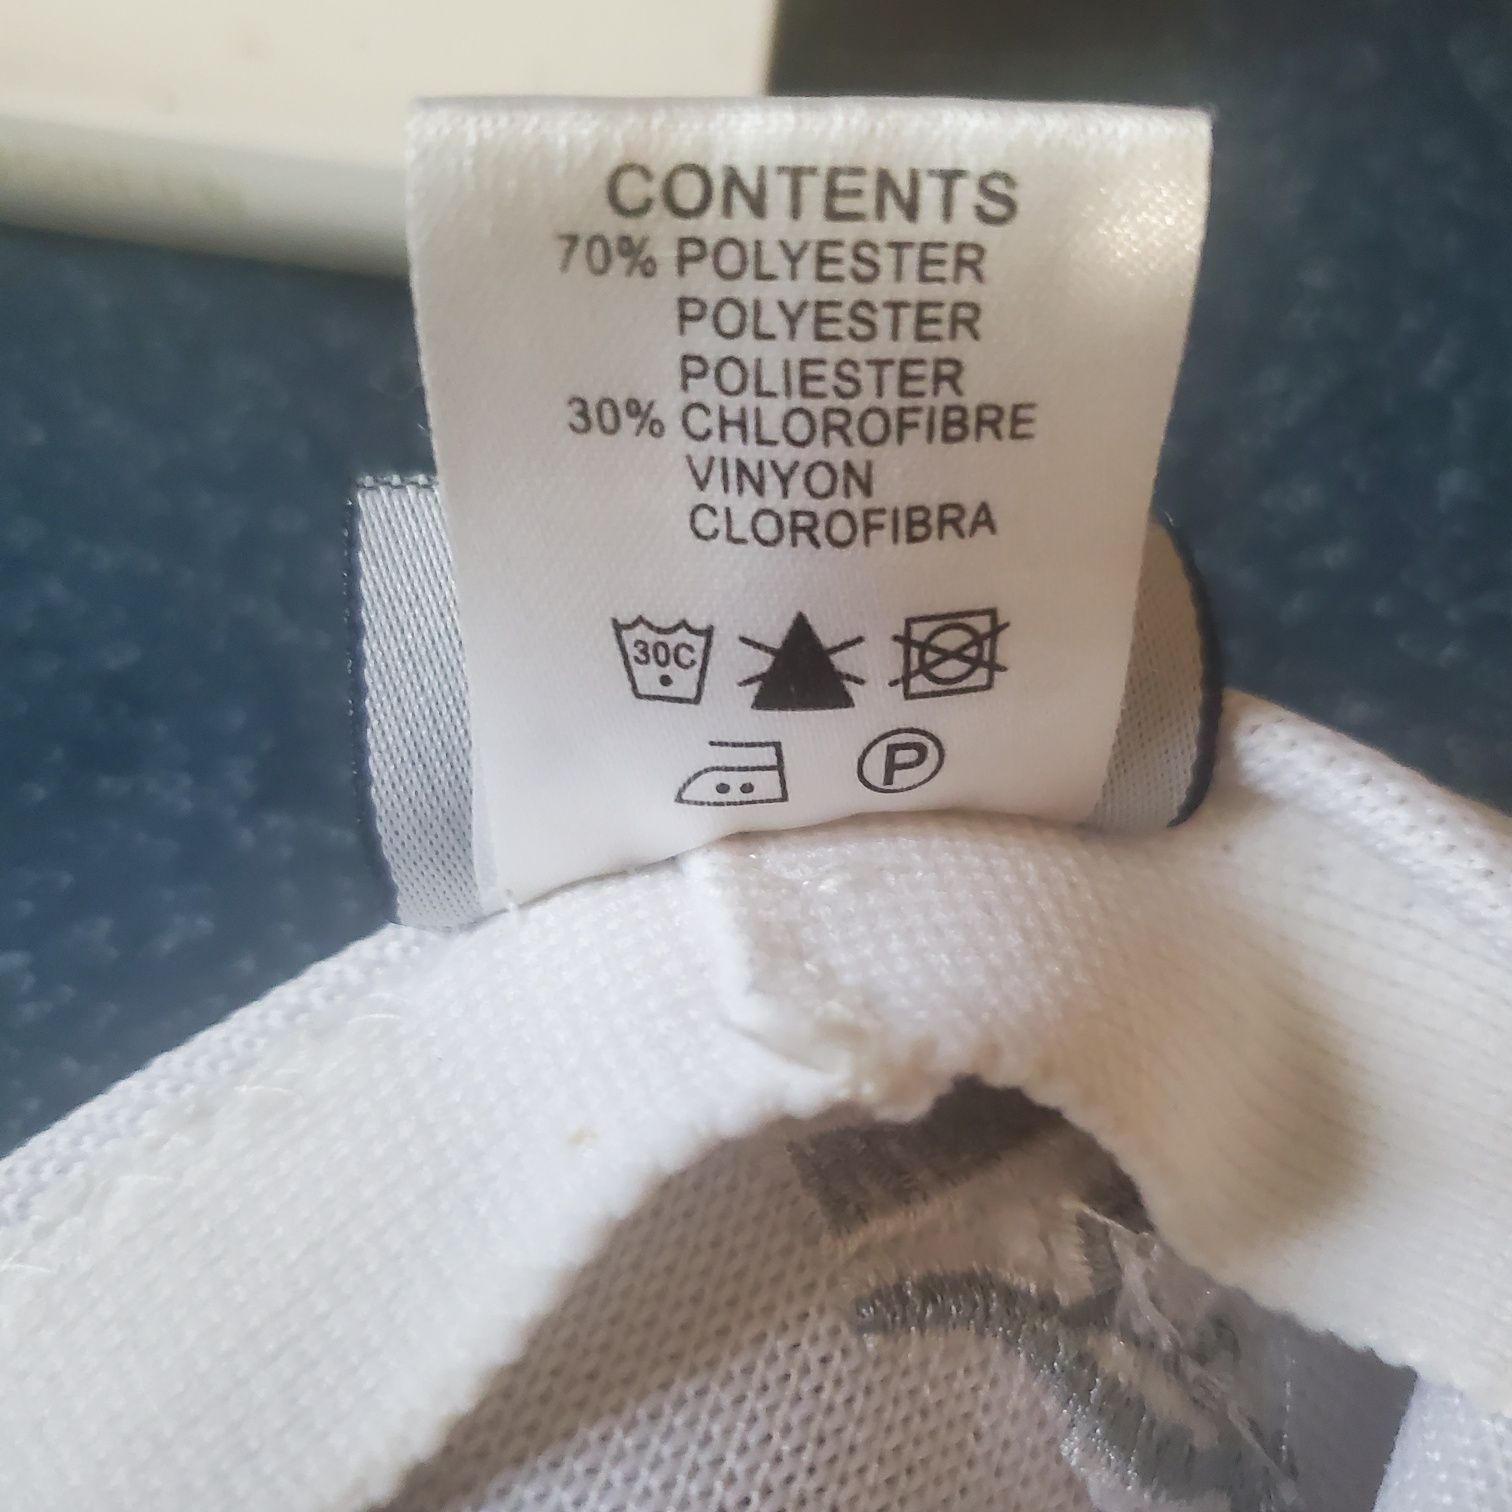 CONTENTS
70% POLYESTER
POLYESTER
POLIESTER
30% CHLOROFIBRE
VINYON
CLOROFIBRA
30C
P